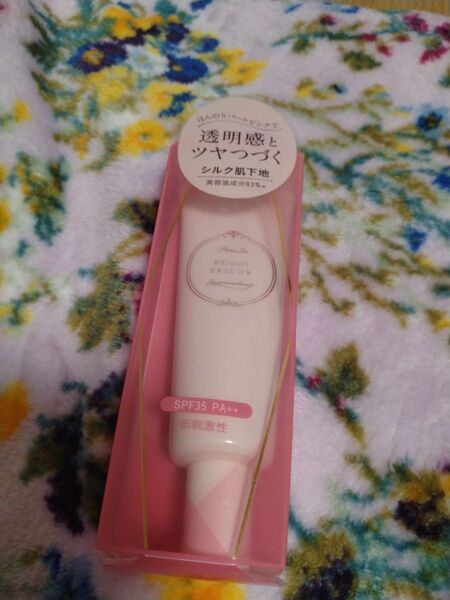 ほんのりパールピンクで
透明感と
ツヤつづく
シルク肌下地
美容液成分83%※
BRIGHT
BASE UV
SPF35 PA++
低刺激性